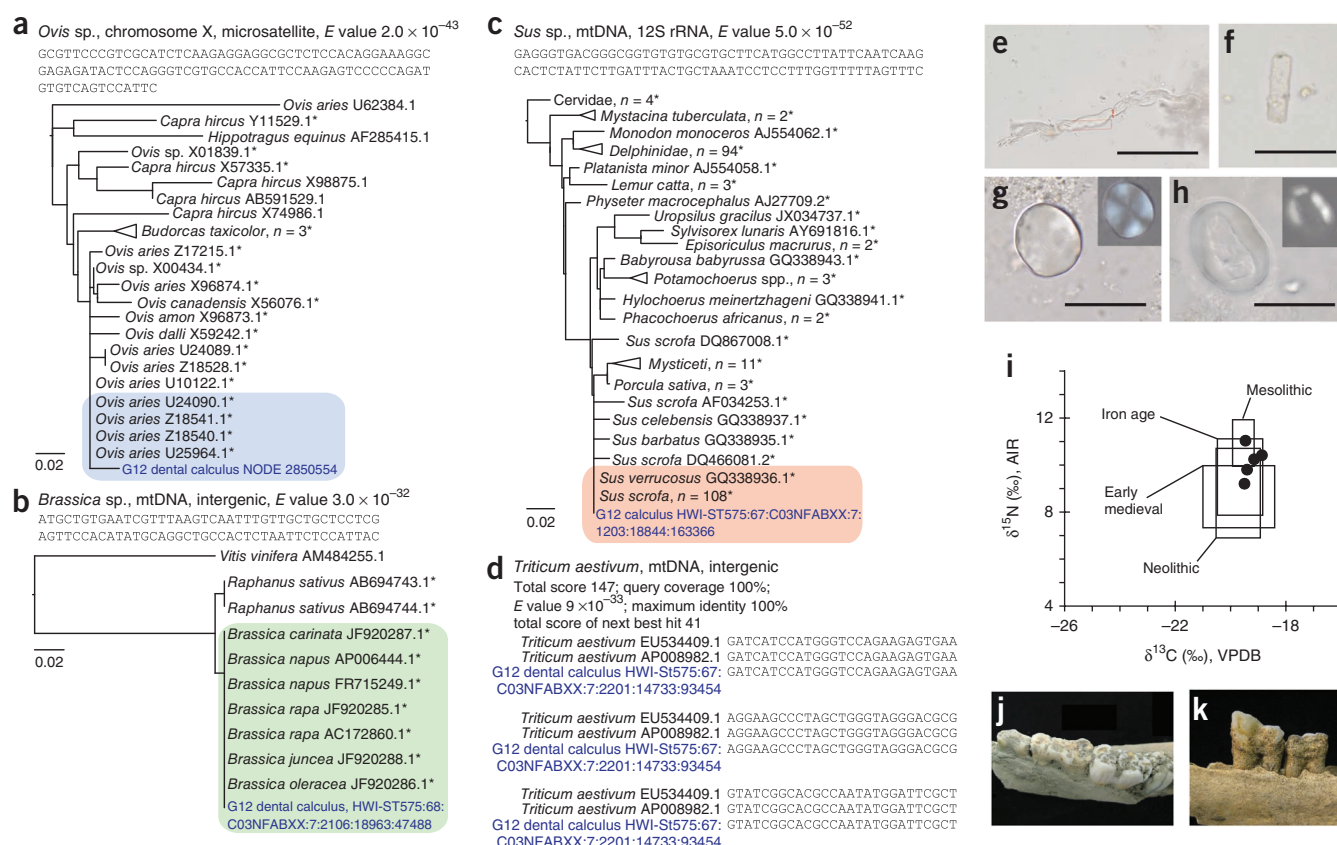 a Ovis sp., chromosome X, microsatellite, E value 2.0 × 10⁻⁴³
GCGTTCCCGTCGCATCTCAAGAGGAGGCGCTCTCCACAGGAAAGGC
GAGAGATACTCCAGGGTCGTGCCACCATTCCAAGAGTCCCCCAGAT
GTGTCAGTCCATTC
Ovis aries U62384.1
Capra hircus Y11529.1*
Hippotragus equinus AF285415.1
Ovis sp. X01839.1*
Capra hircus X57335.1*
Capra hircus X98875.1
Capra hircus AB591529.1
Capra hircus X74986.1
Budorcas taxicolor, n = 3*
Ovis aries Z17215.1*
Ovis sp. X00434.1*
Ovis aries X96874.1*
Ovis canadensis X56076.1*
Ovis amon X96873.1*
Ovis dalli X59242.1*
Ovis aries U24089.1*
Ovis aries Z18528.1*
Ovis aries U10122.1*
Ovis aries U24090.1*
Ovis aries Z18541.1*
Ovis aries Z18540.1*
Ovis aries U25964.1*
G12 dental calculus NODE 2850554
0.02
b Brassica sp., mtDNA, intergenic, E value 3.0 × 10⁻³²
ATGCTGTGAATCGTTTAAGTCAATTTGTTGCTGCTCCTCG
AGTTCCACATATGCAGGCTGCCACTCTAATTCTCCATTAC
Vitis vinifera AM484255.1
Raphanus sativus AB694743.1*
Raphanus sativus AB694744.1*
Brassica carinata JF920287.1*
Brassica napus AP006444.1*
Brassica napus FR715249.1*
Brassica rapa JF920285.1*
Brassica rapa AC172860.1*
Brassica juncea JF920288.1*
Brassica oleracea JF920286.1*
G12 dental calculus, HWI-ST575:68:
C03NFABXX:7:2106:18963:47488
0.02
c Sus sp., mtDNA, 12S rRNA, E value 5.0 × 10⁻⁵²
GAGGGTGACGGGCGGTGTGTGCGTGCTTCATGGCCTTATTCAATCAAG
CACTCTATTCTTGATTTACTGCTAAATCCTCCTTTGGTTTTTAGTTTC
Cervidae, n = 4*
Mystacina tuberculata, n = 2*
Monodon monoceros AJ554062.1*
Delphinidae, n = 94*
Platanista minor AJ554058.1*
Lemur catta, n = 3*
Physeter macrocephalus AJ27709.2*
Uropsilus gracilus JX034737.1*
Sylvisorex lunaris AY691816.1*
Episoriculus macrurus, n = 2*
Babyrousa babyrussa GQ338943.1*
Potamochoerus spp., n = 3*
Hylochoerus meinertzhageni GQ338941.1*
Phacochoerus africanus, n = 2*
Sus scrofa DQ867008.1*
Mysticeti, n = 11*
Porcula sativa, n = 3*
Sus scrofa AF034253.1*
Sus celebensis GQ338937.1*
Sus barbatus GQ338935.1*
Sus scrofa DQ466081.2*
Sus verrucosus GQ338936.1*
Sus scrofa, n = 108*
G12 calculus HWI-ST575:67:C03NFABXX:7:
1203:18844:163366
0.02
d Triticum aestivum, mtDNA, intergenic
Total score 147; query coverage 100%;
E value 9 ×10⁻³³; maximum identity 100%
total score of next best hit 41
Triticum aestivum EU534409.1 GATCATCCATGGGTCCAGAAGAGTGAA
Triticum aestivum AP008982.1 GATCATCCATGGGTCCAGAAGAGTGAA
G12 dental calculus HWI-St575:67: GATCATCCATGGGTCCAGAAGAGTGAA
C03NFABXX:7:2201:14733:93454
Triticum aestivum EU534409.1 AGGAAGCCCTAGCTGGGTAGGGACGCG
Triticum aestivum AP008982.1 AGGAAGCCCTAGCTGGGTAGGGACGCG
G12 dental calculus HWI-St575:67: AGGAAGCCCTAGCTGGGTAGGGACGCG
C03NFABXX:7:2201:14733:93454
Triticum aestivum EU534409.1 GTATCGGCACGCCAATATGGATTCGCT
Triticum aestivum AP008982.1 GTATCGGCACGCCAATATGGATTCGCT
G12 dental calculus HWI-St575:67: GTATCGGCACGCCAATATGGATTCGCT
C03NFABXX:7:2201:14733:93454
e
f
g
h
i
Mesolithic
Iron age
Early
medieval
Neolithic
12
8
4
δ¹⁵N (‰), AIR
−26
−22
−18
δ¹³C (‰), VPDB
j
k